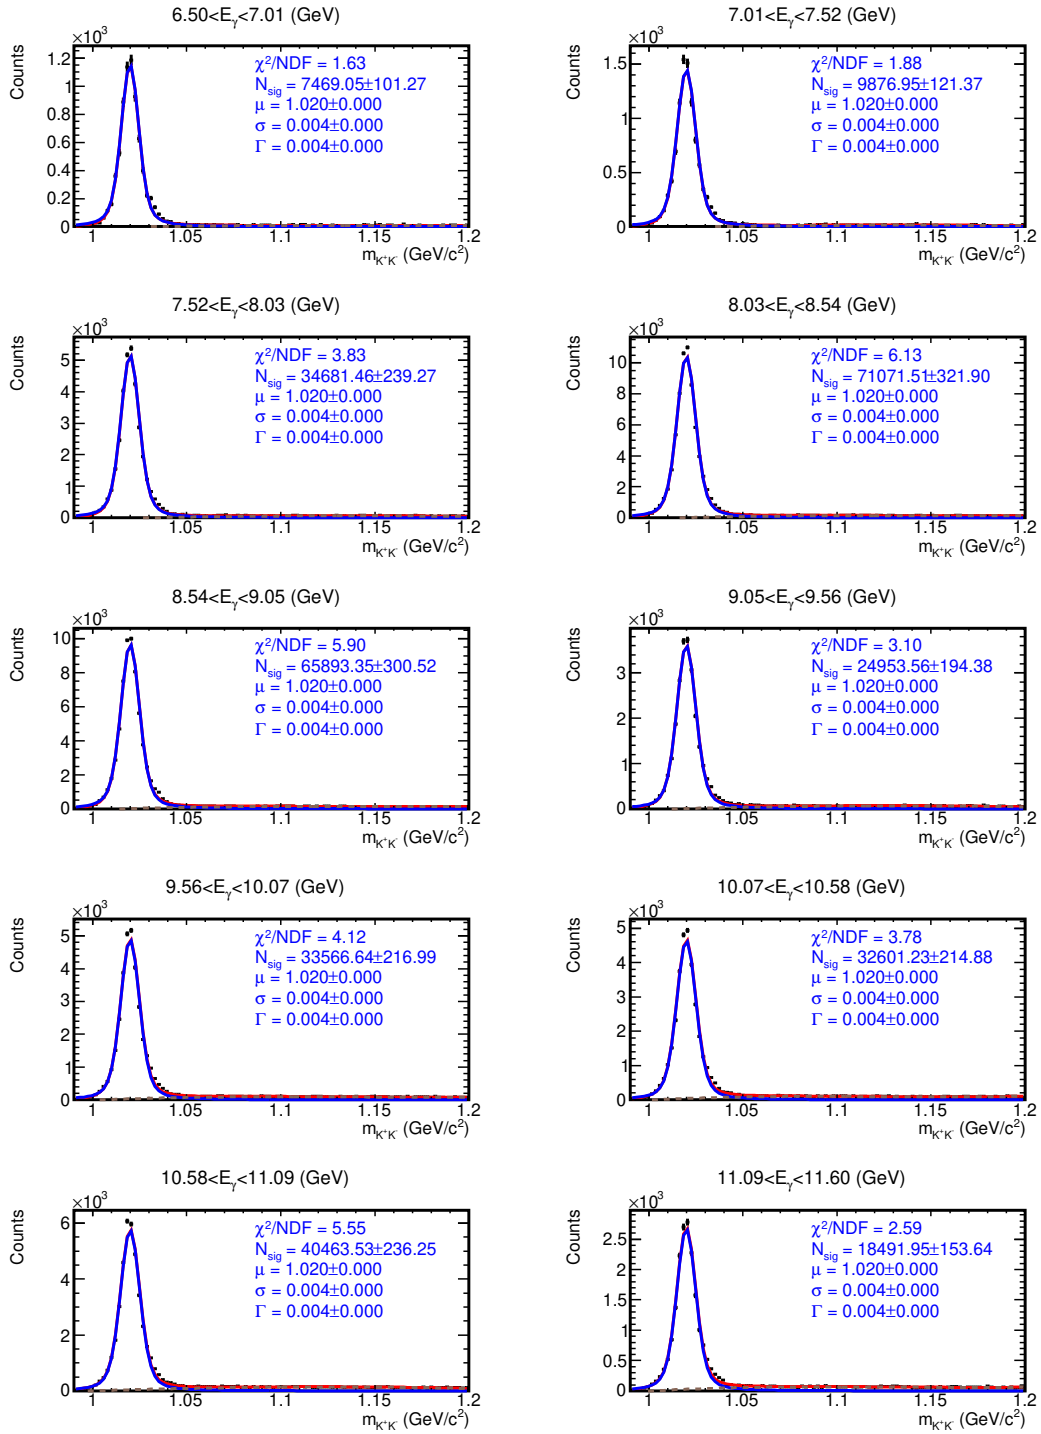 6.50<Eγ<7.01 (GeV)
×10³
Counts
χ²/NDF = 1.63
Nsig = 7469.05±101.27
μ = 1.020±0.000
σ = 0.004±0.000
Γ = 0.004±0.000
1.2
1
0.8
0.6
0.4
0.2
0
1 1.05 1.1 1.15 1.2
mK⁺K⁻ (GeV/c²)
7.01<Eγ<7.52 (GeV)
×10³
Counts
χ²/NDF = 1.88
Nsig = 9876.95±121.37
μ = 1.020±0.000
σ = 0.004±0.000
Γ = 0.004±0.000
1.5
1
0.5
0
1 1.05 1.1 1.15 1.2
mK⁺K⁻ (GeV/c²)
7.52<Eγ<8.03 (GeV)
×10³
Counts
χ²/NDF = 3.83
Nsig = 34681.46±239.27
μ = 1.020±0.000
σ = 0.004±0.000
Γ = 0.004±0.000
5
4
3
2
1
0
1 1.05 1.1 1.15 1.2
mK⁺K⁻ (GeV/c²)
8.03<Eγ<8.54 (GeV)
×10³
Counts
χ²/NDF = 6.13
Nsig = 71071.51±321.90
μ = 1.020±0.000
σ = 0.004±0.000
Γ = 0.004±0.000
10
8
6
4
2
0
1 1.05 1.1 1.15 1.2
mK⁺K⁻ (GeV/c²)
8.54<Eγ<9.05 (GeV)
×10³
Counts
χ²/NDF = 5.90
Nsig = 65893.35±300.52
μ = 1.020±0.000
σ = 0.004±0.000
Γ = 0.004±0.000
10
8
6
4
2
0
1 1.05 1.1 1.15 1.2
mK⁺K⁻ (GeV/c²)
9.05<Eγ<9.56 (GeV)
×10³
Counts
χ²/NDF = 3.10
Nsig = 24953.56±194.38
μ = 1.020±0.000
σ = 0.004±0.000
Γ = 0.004±0.000
3
2
1
0
1 1.05 1.1 1.15 1.2
mK⁺K⁻ (GeV/c²)
9.56<Eγ<10.07 (GeV)
×10³
Counts
χ²/NDF = 4.12
Nsig = 33566.64±216.99
μ = 1.020±0.000
σ = 0.004±0.000
Γ = 0.004±0.000
5
4
3
2
1
0
1 1.05 1.1 1.15 1.2
mK⁺K⁻ (GeV/c²)
10.07<Eγ<10.58 (GeV)
×10³
Counts
χ²/NDF = 3.78
Nsig = 32601.23±214.88
μ = 1.020±0.000
σ = 0.004±0.000
Γ = 0.004±0.000
5
4
3
2
1
0
1 1.05 1.1 1.15 1.2
mK⁺K⁻ (GeV/c²)
10.58<Eγ<11.09 (GeV)
×10³
Counts
χ²/NDF = 5.55
Nsig = 40463.53±236.25
μ = 1.020±0.000
σ = 0.004±0.000
Γ = 0.004±0.000
6
4
2
0
1 1.05 1.1 1.15 1.2
mK⁺K⁻ (GeV/c²)
11.09<Eγ<11.60 (GeV)
×10³
Counts
χ²/NDF = 2.59
Nsig = 18491.95±153.64
μ = 1.020±0.000
σ = 0.004±0.000
Γ = 0.004±0.000
2.5
2
1.5
1
0.5
0
1 1.05 1.1 1.15 1.2
mK⁺K⁻ (GeV/c²)